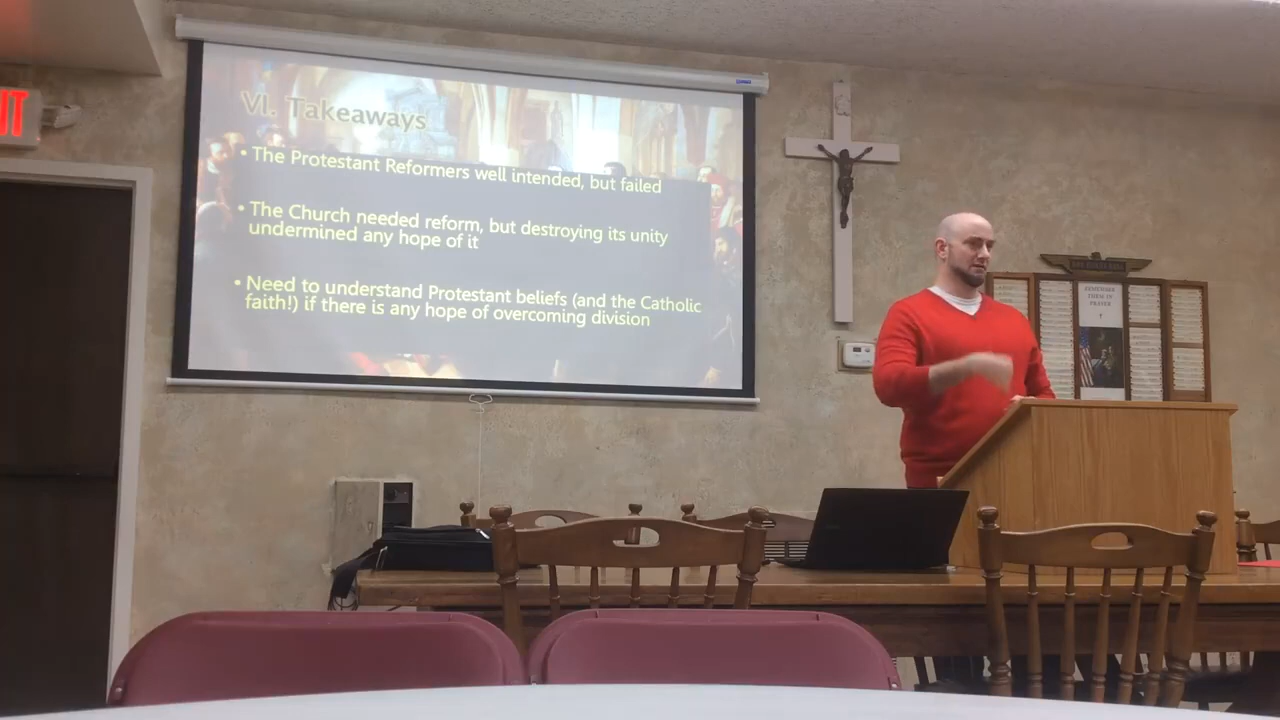 IT
VI. Takeaways
• The Protestant Reformers well intended, but failed
• The Church needed reform, but destroying its unity
undermined any hope of it
• Need to understand Protestant beliefs (and the Catholic
faith!) if there is any hope of overcoming division
REMEMBER
THEM IN
PRAYER